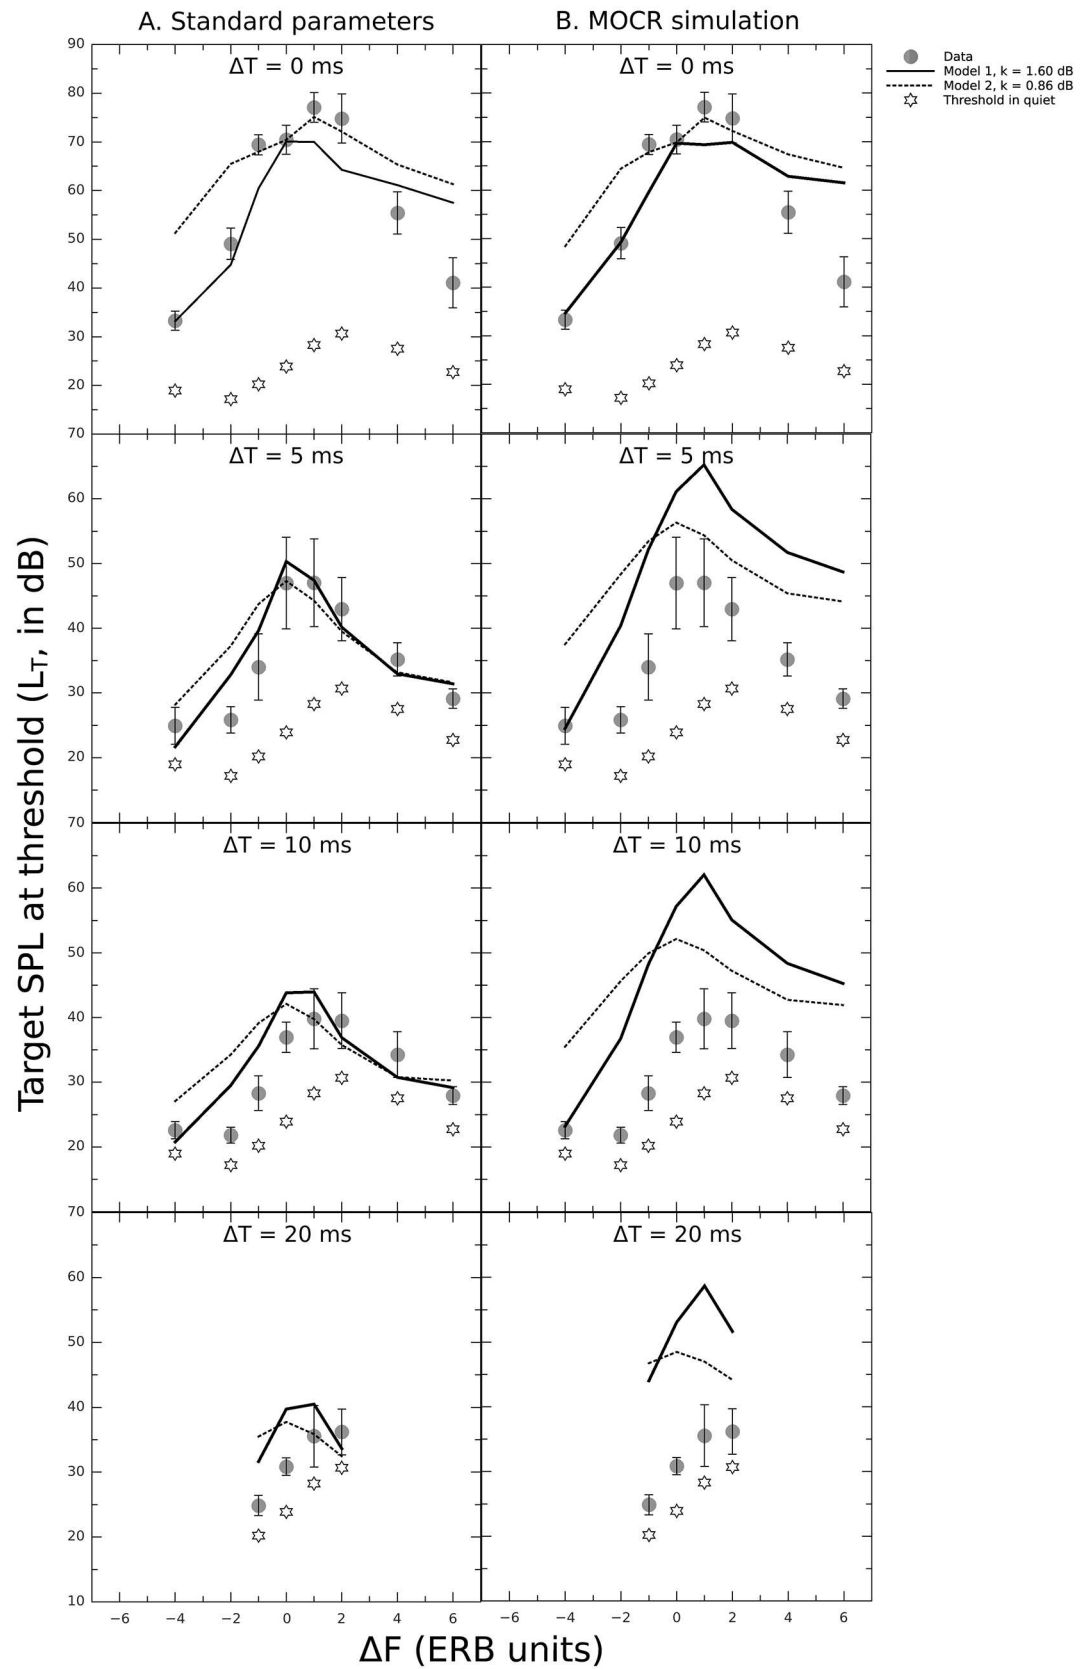 A. Standard parameters
B. MOCR simulation
Data
Model 1, k = 1.60 dB
Model 2, k = 0.86 dB
Threshold in quiet
ΔT = 0 ms
ΔT = 0 ms
90
80
70
60
50
40
30
20
70
ΔT = 5 ms
ΔT = 5 ms
60
50
40
30
20
70
ΔT = 10 ms
ΔT = 10 ms
60
50
40
30
20
70
ΔT = 20 ms
ΔT = 20 ms
60
50
40
30
20
10
−6 −4 −2 0 2 4 6
−6 −4 −2 0 2 4 6
Target SPL at threshold (LT, in dB)
ΔF (ERB units)